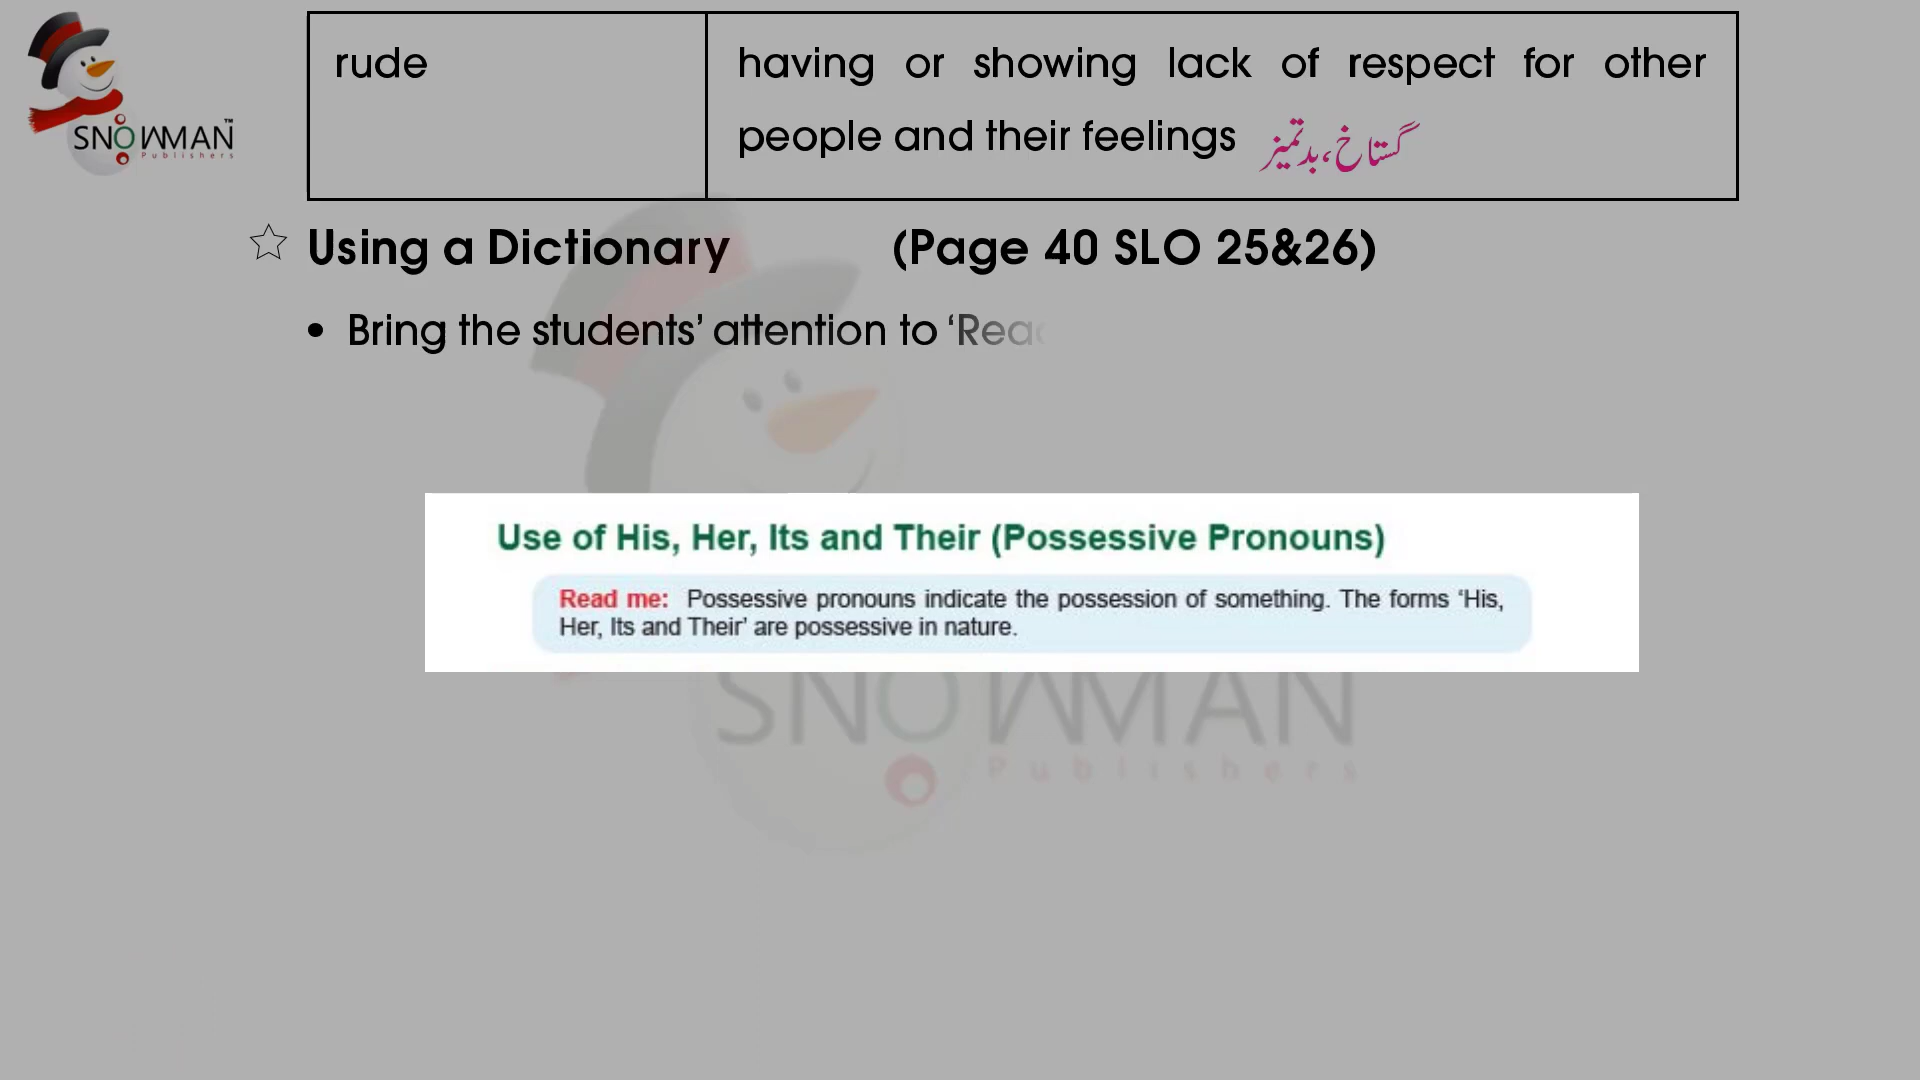 SNOWMAN™
Publishers
rude
having or showing lack of respect for other
people and their feelings گستاخ، بدتمیز
☆ Using a Dictionary (Page 40 SLO 25&26)
• Bring the students’ attention to ‘Read
Use of His, Her, Its and Their (Possessive Pronouns)
Read me: Possessive pronouns indicate the possession of something. The forms ‘His,
Her, Its and Their’ are possessive in nature.
SNOWMAN
Publishers